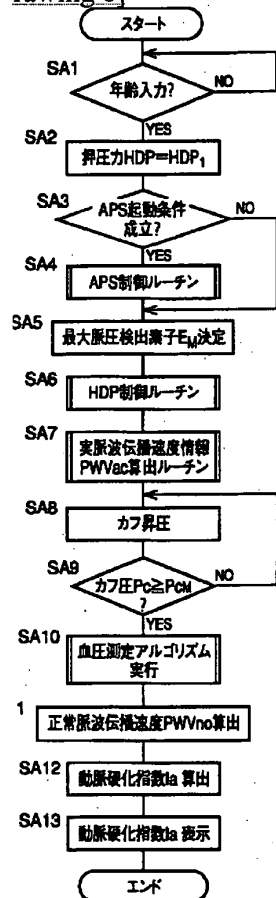 スタート
SA1
年齢入力?
NO
YES
SA2
押圧力HDP=HDP₁
SA3
APS起動条件
成立?
NO
YES
SA4
APS制御ルーチン
SA5
最大脈圧検出素子EM決定
SA6
HDP制御ルーチン
SA7
実脈波伝播速度情報
PWVac算出ルーチン
SA8
カフ昇圧
SA9
カフ圧Pc≧PCM
?
NO
YES
SA10
血圧測定アルゴリズム
実行
1
正常脈波伝播速度PWVno算出
SA12
動脈硬化指数Ia 算出
SA13
動脈硬化指数Ia 表示
エンド